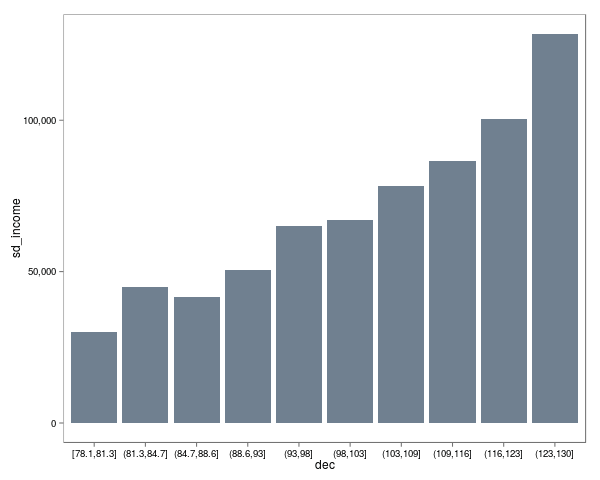 100,000
50,000
0
sd_income
[78.1,81.3] (81.3,84.7] (84.7,88.6] (88.6,93] (93,98] (98,103] (103,109] (109,116] (116,123] (123,130]
dec